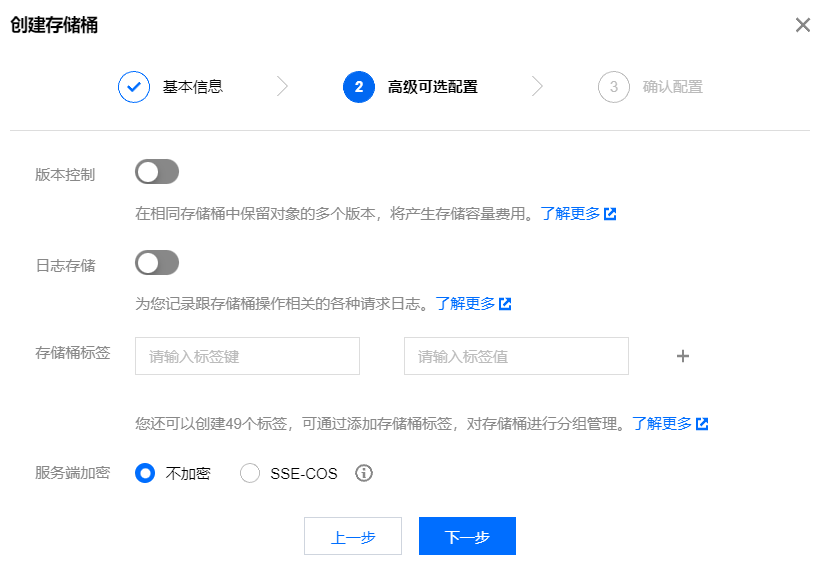 创建存储桶
基本信息 2 高级可选配置 3 确认配置
版本控制
在相同存储桶中保留对象的多个版本，将产生存储容量费用。了解更多
日志存储
为您记录跟存储桶操作相关的各种请求日志。了解更多
存储桶标签 请输入标签键 请输入标签值
您还可以创建49个标签，可通过添加存储桶标签，对存储桶进行分组管理。了解更多
服务端加密 不加密 SSE-COS
上一步 下一步